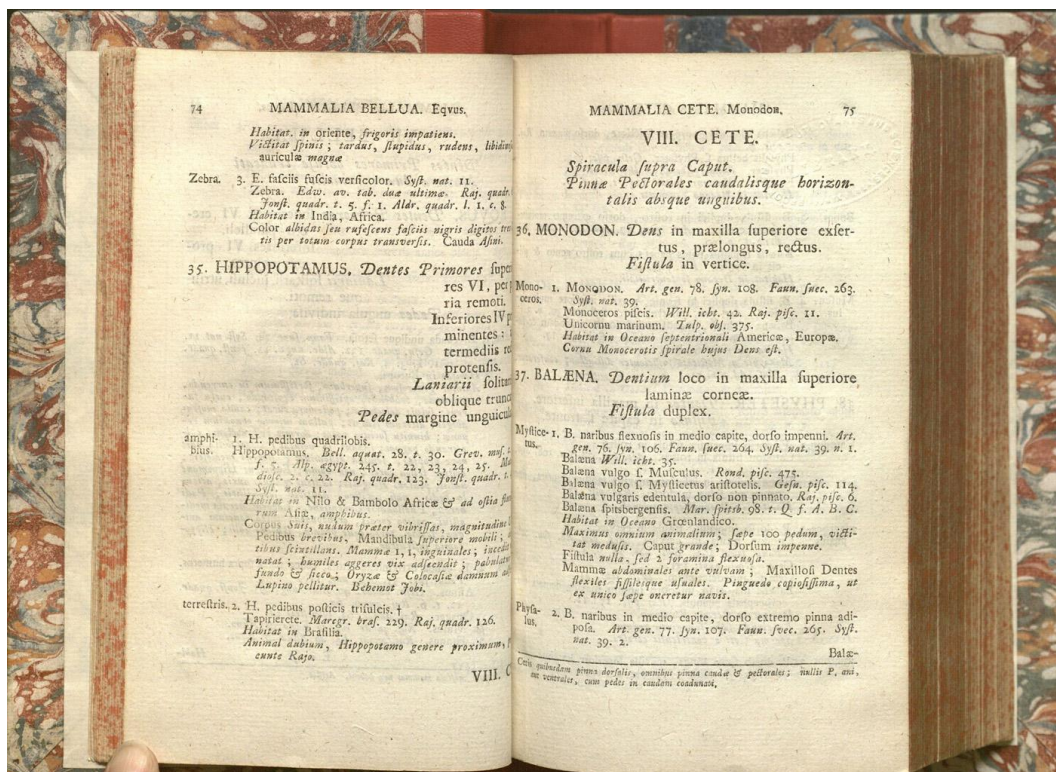 74 MAMMALIA BELLUA. Eqvus.
Habitat. in oriente, frigoris impatiens.
Victitat spinis; tardus, stupidus, rudens,
auriculæ magnæ
Zebra. 3. E. fasciis fuscis versicolor. Syst. nat. 11.
Zebra. Edw. av. tab. duæ ultimæ. Raj. quadr.
Jonst. quadr. t. 5. f. 1. Aldr. quadr. l. 1. c. 8.
Habitat in India, Africa.
Color albidus seu rufescens fasciis nigris digitos
tis per totum corpus transversis. Cauda Asini.
35. HIPPOPOTAMUS. Dentes Primores
res VI, per
ria remoti.
Inferiores IV
minentes:
termediis
protensis.
Laniarii
oblique
Pedes margine
amphi- 1. H. pedibus quadrilobis.
bius. Hippopotamus. Bell. aquat. 28. t. 30. Grev. mus.
f. 5. Alp. ægypt. 245. t. 22, 23, 24, 25.
diosc. 2. c. 22. Raj. quadr. 123. Jonst. quadr. t.
Syst. nat. 11.
Habitat in Nilo & Bambolo Africæ & ad ostia
rum Asiæ, amphibus.
Corpus Suis, nudum præter vibrissas, magnitudine
Pedibus brevibus, Mandibula superiore mobili,
tibus scintillans. Mammæ 1, 1, inguinales;
natat; humiles aggeres vix adscendit;
fundo & sicco; Oryzæ & Colocasiæ damnum
Lupino pellitur. Behemot Jobi.
terrestris. 2. H. pedibus posticis trisulcis. †
Tapirierete. Marcgr. bras. 229. Raj. quadr. 126.
Habitat in Brasilia.
Animal dubium, Hippopotamo genere proximum,
eunte Rajo.
VIII. C
MAMMALIA CETE. Monodon. 75
VIII. CETE.
Spiracula supra Caput.
Pinnæ Pectorales caudalisque horizon-
talis absque unguibus.
36. MONODON. Dens in maxilla superiore exser-
tus, prælongus, rectus.
Fistula in vertice.
Mono- 1. MONODON. Art. gen. 78. syn. 108. Faun. suec. 263.
ceros. Syst. nat. 39.
Monoceros piscis. Will. icht. 42. Raj. pisc. 11.
Unicornu marinum. Tulp. obs. 375.
Habitat in Oceano septentrionali Americæ, Europæ.
Cornu Monocerotis spirale hujus Dens est.
37. BALÆNA. Dentium loco in maxilla superiore
laminæ corneæ.
Fistula duplex.
Mystice- 1. B. naribus flexuosis in medio capite, dorso impenni. Art.
tus. gen. 76. syn. 106. Faun. suec. 264. Syst. nat. 39. n. 1.
Balæna Will. icht. 35.
Balæna vulgo s. Musculus. Rond. pisc. 475.
Balæna vulgo s. Mysticetus aristotelis. Gesn. pisc. 114.
Balæna vulgaris edentula, dorso non pinnato. Raj. pisc. 6.
Balæna spitsbergensis. Mar. spitsb. 98. t. Q. f. A. B. C.
Habitat in Oceano Grœnlandico.
Maximus omnium animalium; sæpe 100 pedum, victi-
tat medusis. Caput grande; Dorsum impenne.
Fistula nulla, sed 2 foramina flexuosa.
Mammæ abdominales ante vulvam; Maxillosi Dentes
flexiles fissilesque usuales. Pinguedo copiosissima, ut
ex unico sæpe oneretur navis.
Physa- 2. B. naribus in medio capite, dorso extremo pinna adi-
lus. posa. Art. gen. 77. syn. 107. Faun. svec. 265. Syst.
nat. 39. 2.
Balæ-
Cetis quibusdam pinna dorsalis, omnibus pinna caudæ & pectorales; nullis P. ani,
aut ventrales, cum pedes in caudam coadunati.